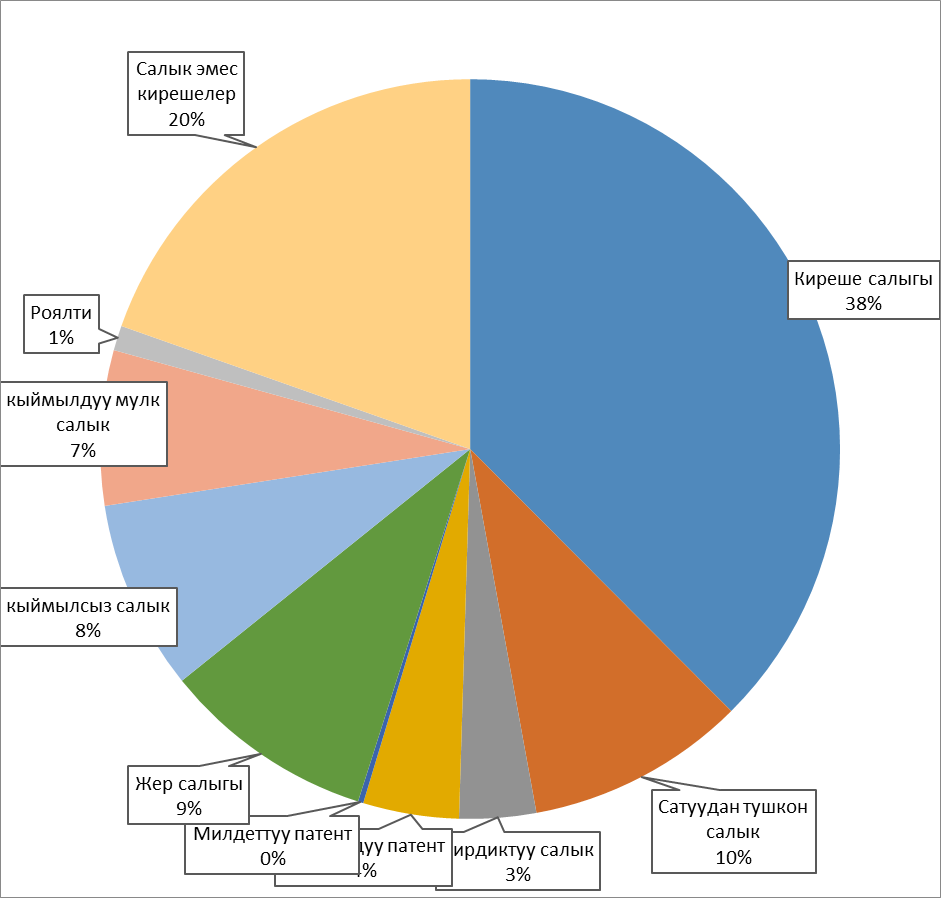 Салык эмес
кирешелер
20%
Киреше салыгы
38%
Роялти
1%
кыймылдуу мулк
салык
7%
кыймылсыз салык
8%
Жер салыгы
9%
Милдеттуу патент
0%
патент
салык
3%
Сатуудан тушкон
салык
10%